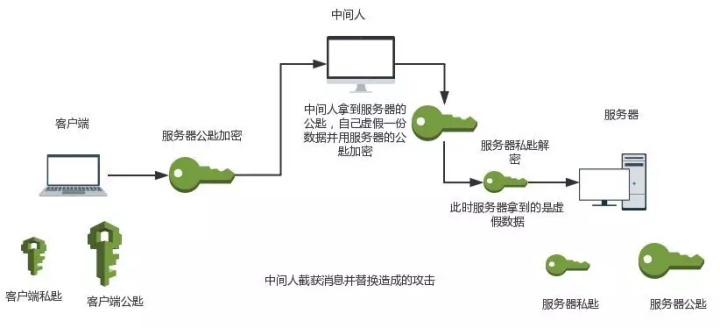 中间人
客户端
服务器公匙加密
中间人拿到服务器的
公匙，自己虚假一份
数据并用服务器的公
匙加密
服务器私匙解
密
服务器
此时服务器拿到的是虚
假数据
客户端私匙
客户端公匙
中间人截获消息并替换造成的攻击
服务器私匙
服务器公匙